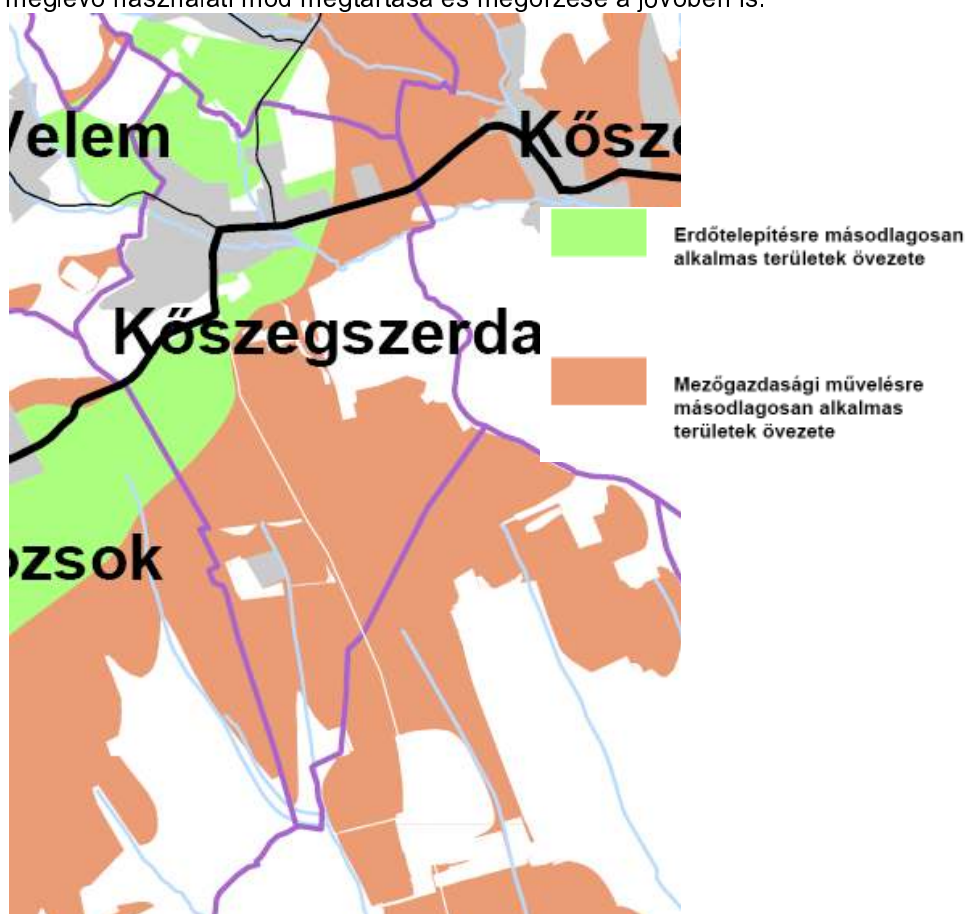 meglévő használati mód megtartása és megőrzése a jövőben is.
Velem
Kősze
Erdőtelepítésre másodlagosan
alkalmas területek övezete
Kőszegszerda
Mezőgazdasági művelésre
másodlagosan alkalmas
területek övezete
ozsok